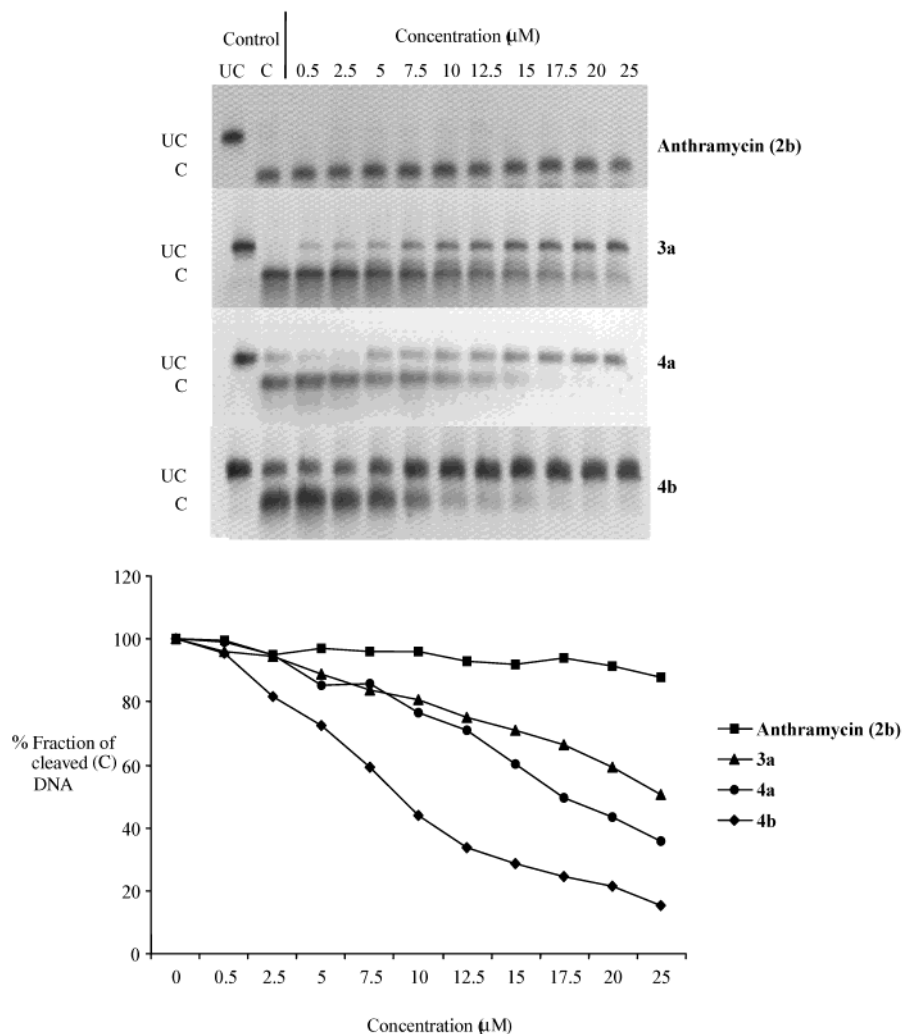 Control Concentration (µM)
UC C 0.5 2.5 5 7.5 10 12.5 15 17.5 20 25
UC
C
Anthramycin (2b)
UC
C
3a
UC
C
4a
UC
C
4b
120
100
80
60
40
20
0
% Fraction of
cleaved (C)
DNA
0 0.5 2.5 5 7.5 10 12.5 15 17.5 20 25
Concentration (µM)
Anthramycin (2b)
3a
4a
4b